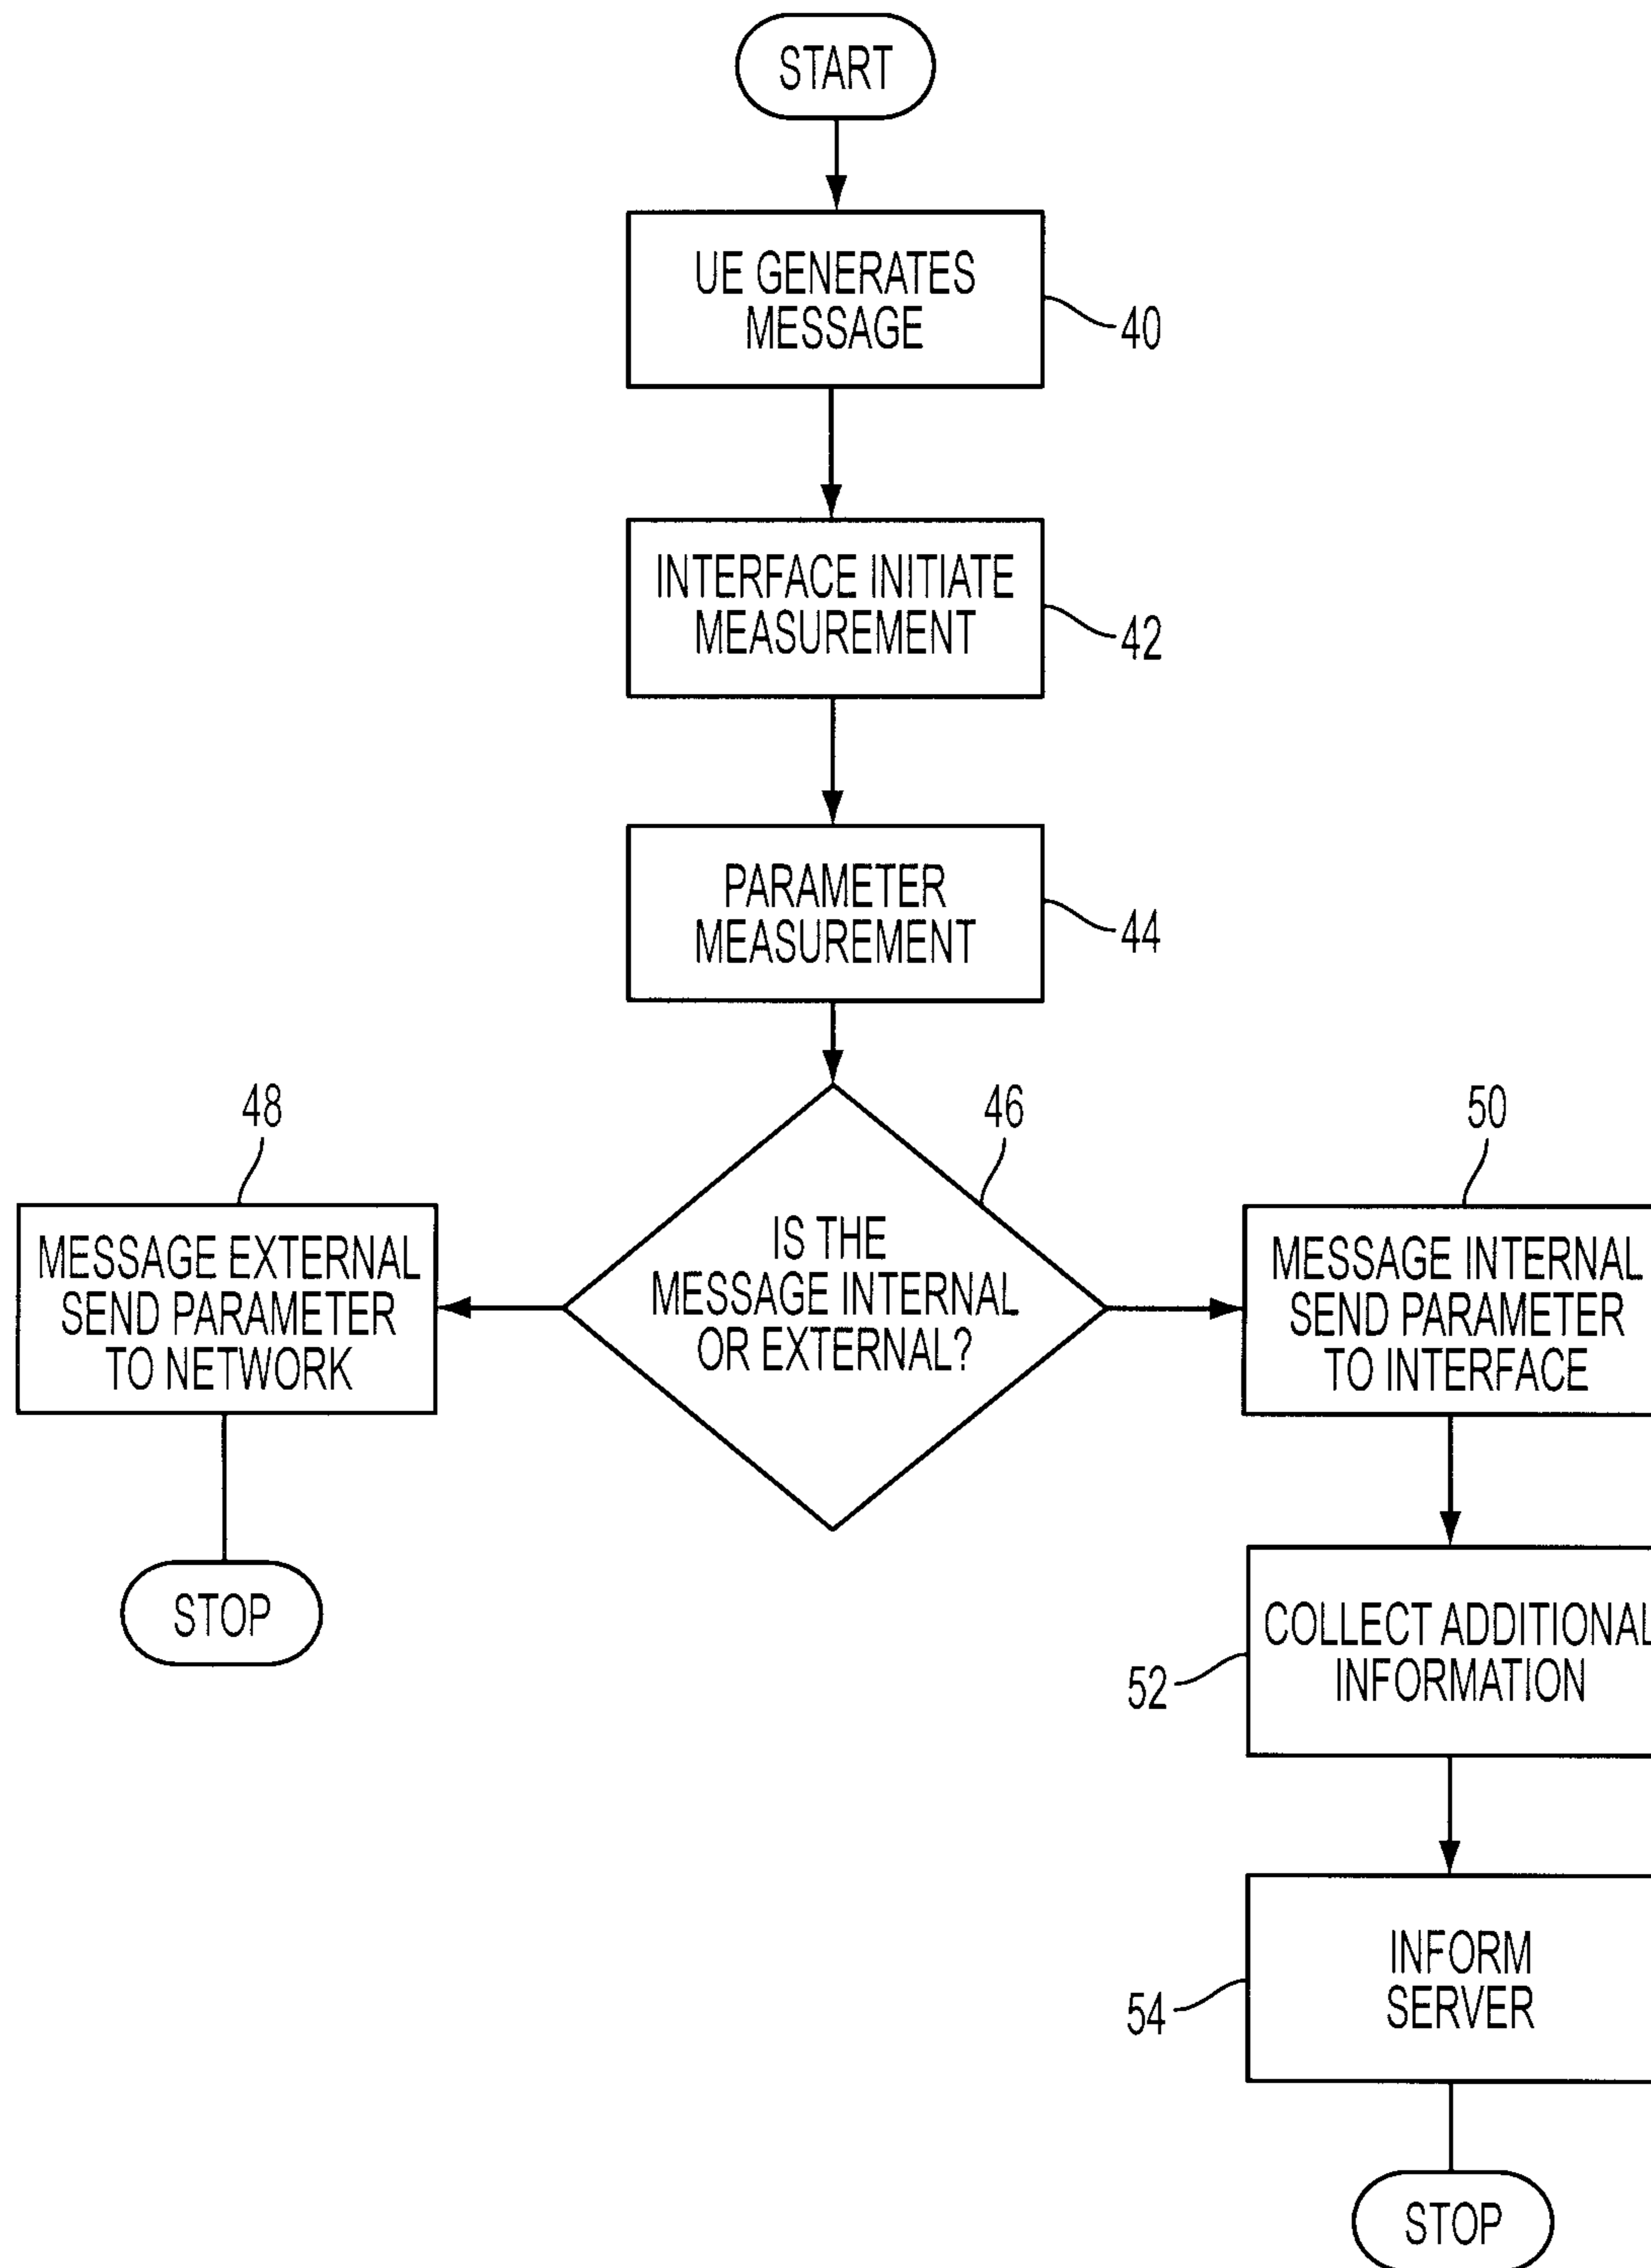 START
UE GENERATES
MESSAGE
40
INTERFACE INITIATE
MEASUREMENT
42
PARAMETER
MEASUREMENT
44
46
IS THE
MESSAGE INTERNAL
OR EXTERNAL?
48
MESSAGE EXTERNAL
SEND PARAMETER
TO NETWORK
STOP
50
MESSAGE INTERNAL
SEND PARAMETER
TO INTERFACE
COLLECT ADDITIONAL
INFORMATION
52
INFORM
SERVER
54
STOP